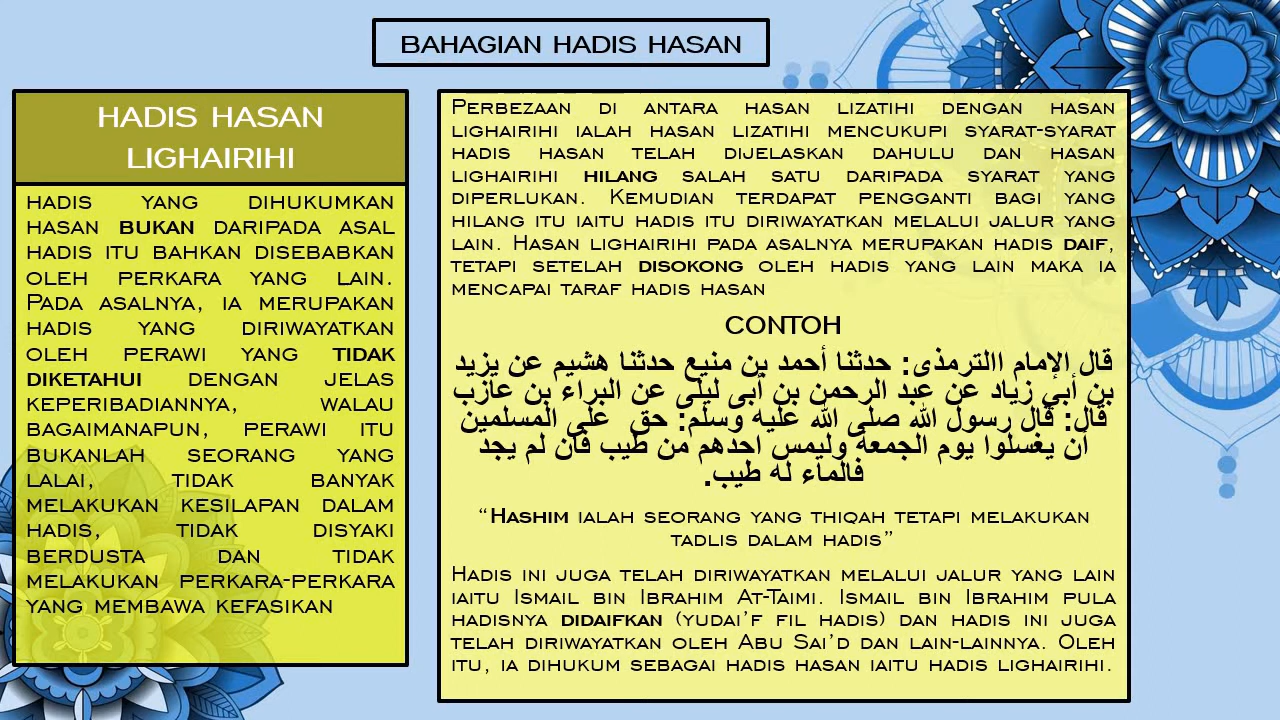 BAHAGIAN HADIS HASAN
HADIS HASAN
LIGHAIRIHI
HADIS YANG DIHUKUMKAN
HASAN BUKAN DARIPADA ASAL
HADIS ITU BAHKAN DISEBABKAN
OLEH PERKARA YANG LAIN.
PADA ASALNYA, IA MERUPAKAN
HADIS YANG DIRIWAYATKAN
OLEH PERAWI YANG TIDAK
DIKETAHUI DENGAN JELAS
KEPERIBADIANNYA, WALAU
BAGAIMANAPUN, PERAWI ITU
BUKANLAH SEORANG YANG
LALAI, TIDAK BANYAK
MELAKUKAN KESILAPAN DALAM
HADIS, TIDAK DISYAKI
BERDUSTA DAN TIDAK
MELAKUKAN PERKARA-PERKARA
YANG MEMBAWA KEFASIKAN
PERBEZAAN DI ANTARA HASAN LIZATIHI DENGAN HASAN
LIGHAIRIHI IALAH HASAN LIZATIHI MENCUKUPI SYARAT-SYARAT
HADIS HASAN TELAH DIJELASKAN DAHULU DAN HASAN
LIGHAIRIHI HILANG SALAH SATU DARIPADA SYARAT YANG
DIPERLUKAN. KEMUDIAN TERDAPAT PENGGANTI BAGI YANG
HILANG ITU IAITU HADIS ITU DIRIWAYATKAN MELALUI JALUR YANG
LAIN. HASAN LIGHAIRIHI PADA ASALNYA MERUPAKAN HADIS DAIF,
TETAPI SETELAH DISOKONG OLEH HADIS YANG LAIN MAKA IA
MENCAPAI TARAF HADIS HASAN
CONTOH
قال الإمام االترمذى: حدثنا أحمد بن منيع حدثنا هشيم عن يزيد
بن أبي زياد عن عبد الرحمن بن أبى ليلى عن البراء بن عازب
قال: قال رسول الله صلى الله عليه وسلم: حق على المسلمين
أن يغسلوا يوم الجمعة وليمس احدهم من طيب فان لم يجد
فالماء له طيب.
“HASHIM IALAH SEORANG YANG THIQAH TETAPI MELAKUKAN
TADLIS DALAM HADIS”
HADIS INI JUGA TELAH DIRIWAYATKAN MELALUI JALUR YANG LAIN
IAITU ISMAIL BIN IBRAHIM AT-TAIMI. ISMAIL BIN IBRAHIM PULA
HADISNYA DIDAIFKAN (YUDAI’F FIL HADIS) DAN HADIS INI JUGA
TELAH DIRIWAYATKAN OLEH ABU SAI’D DAN LAIN-LAINNYA. OLEH
ITU, IA DIHUKUM SEBAGAI HADIS HASAN IAITU HADIS LIGHAIRIHI.